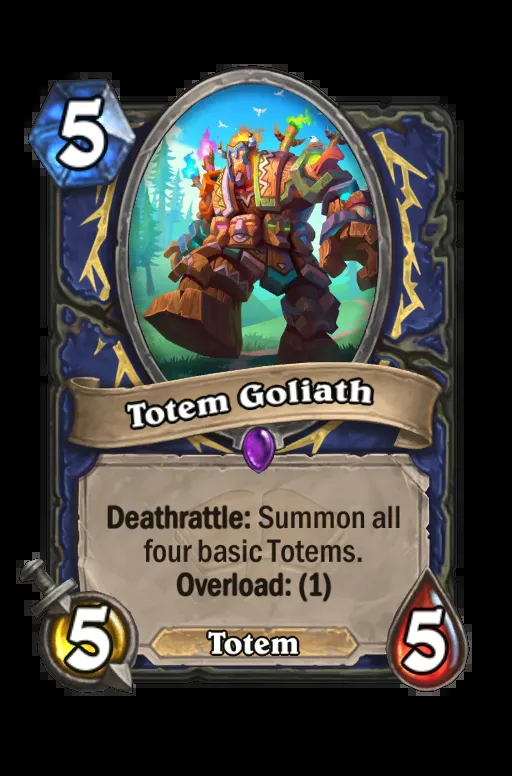 5
Totem Goliath
Deathrattle: Summon all
four basic Totems.
Overload: (1)
5
Totem
5